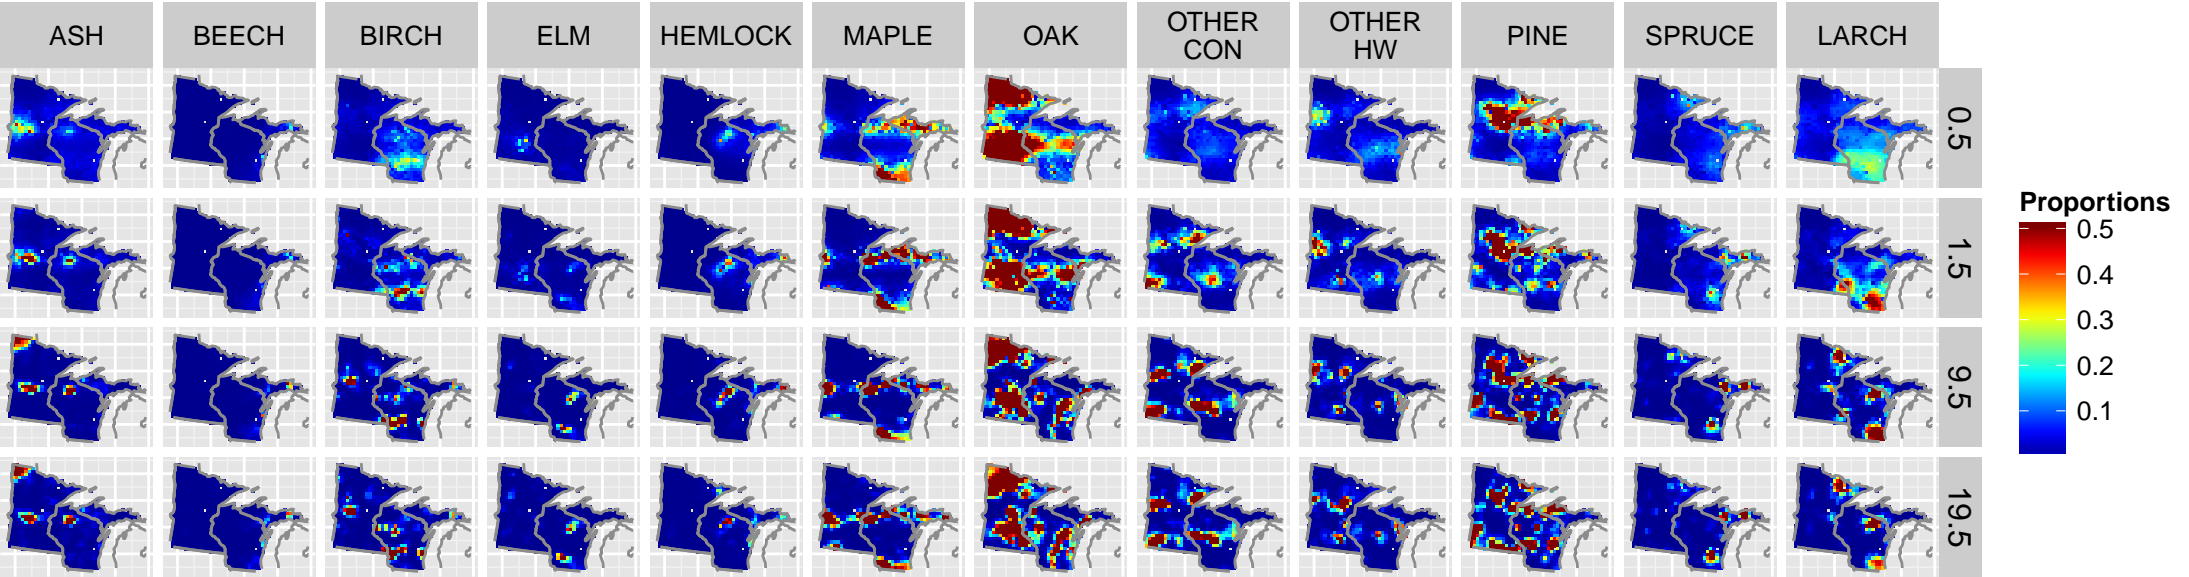 ASH
BEECH
BIRCH
ELM
HEMLOCK
MAPLE
OAK
OTHER
CON
OTHER
HW
PINE
SPRUCE
LARCH
0.5
1.5
9.5
19.5
Proportions
0.5
0.4
0.3
0.2
0.1